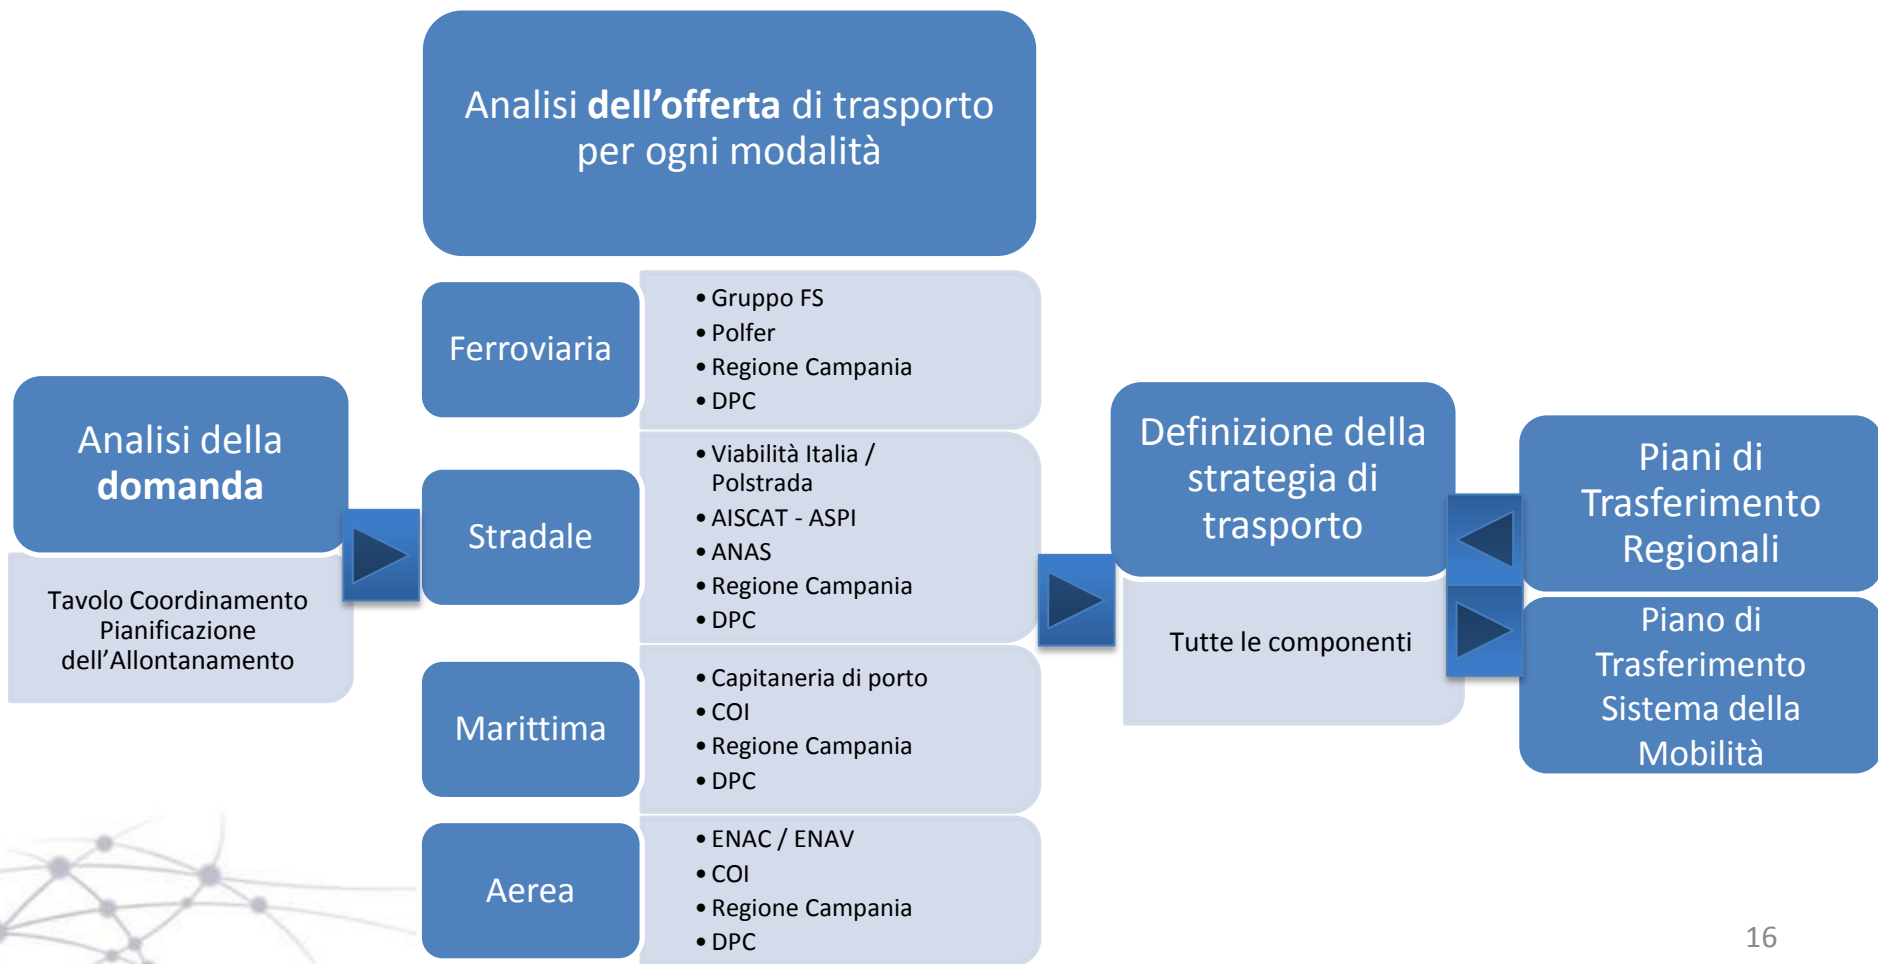 Analisi dell’offerta di trasporto
per ogni modalità
Analisi della
domanda
Tavolo Coordinamento
Pianificazione
dell’Allontanamento
Ferroviaria
• Gruppo FS
• Polfer
• Regione Campania
• DPC
Stradale
• Viabilità Italia /
Polstrada
• AISCAT - ASPI
• ANAS
• Regione Campania
• DPC
Marittima
• Capitaneria di porto
• COI
• Regione Campania
• DPC
Aerea
• ENAC / ENAV
• COI
• Regione Campania
• DPC
Definizione della
strategia di
trasporto
Tutte le componenti
Piani di
Trasferimento
Regionali
Piano di
Trasferimento
Sistema della
Mobilità
16